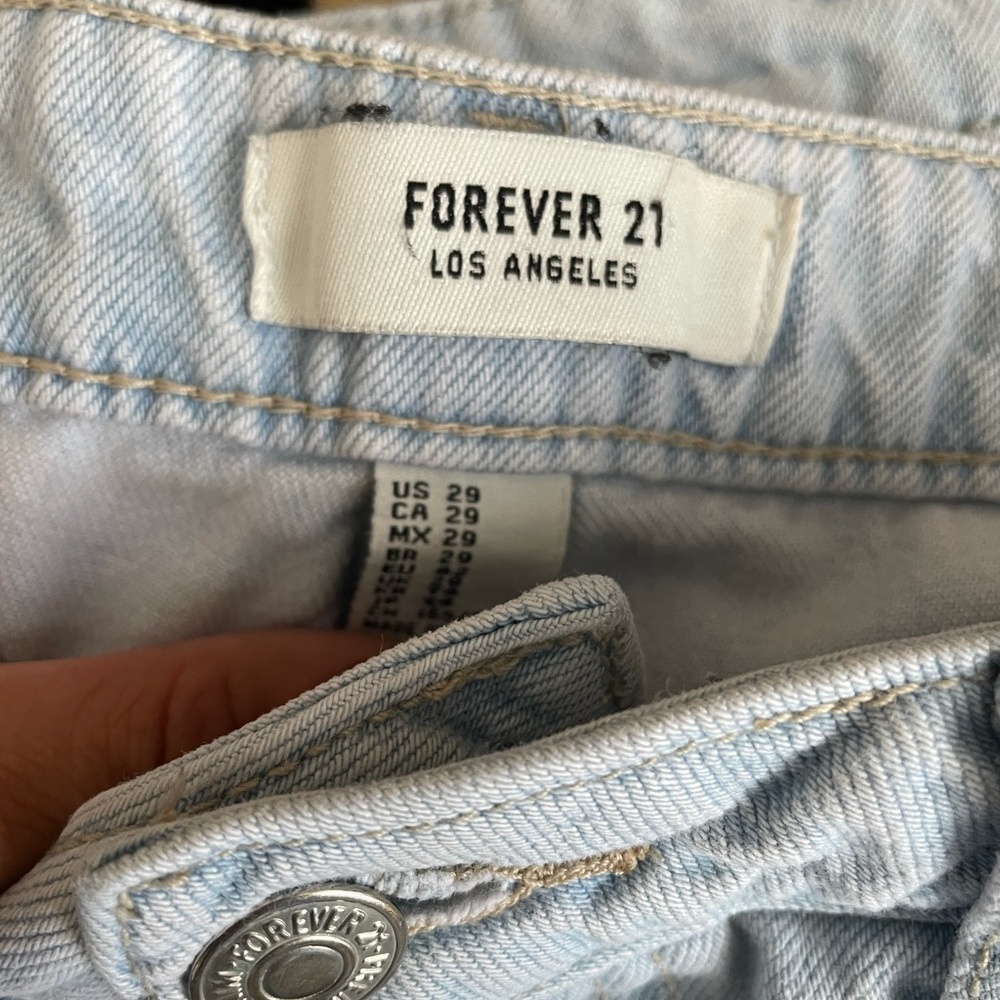 FOREVER 21
LOS ANGELES
US 29
CA 29
MX 29
BR 29
FOREVER 21